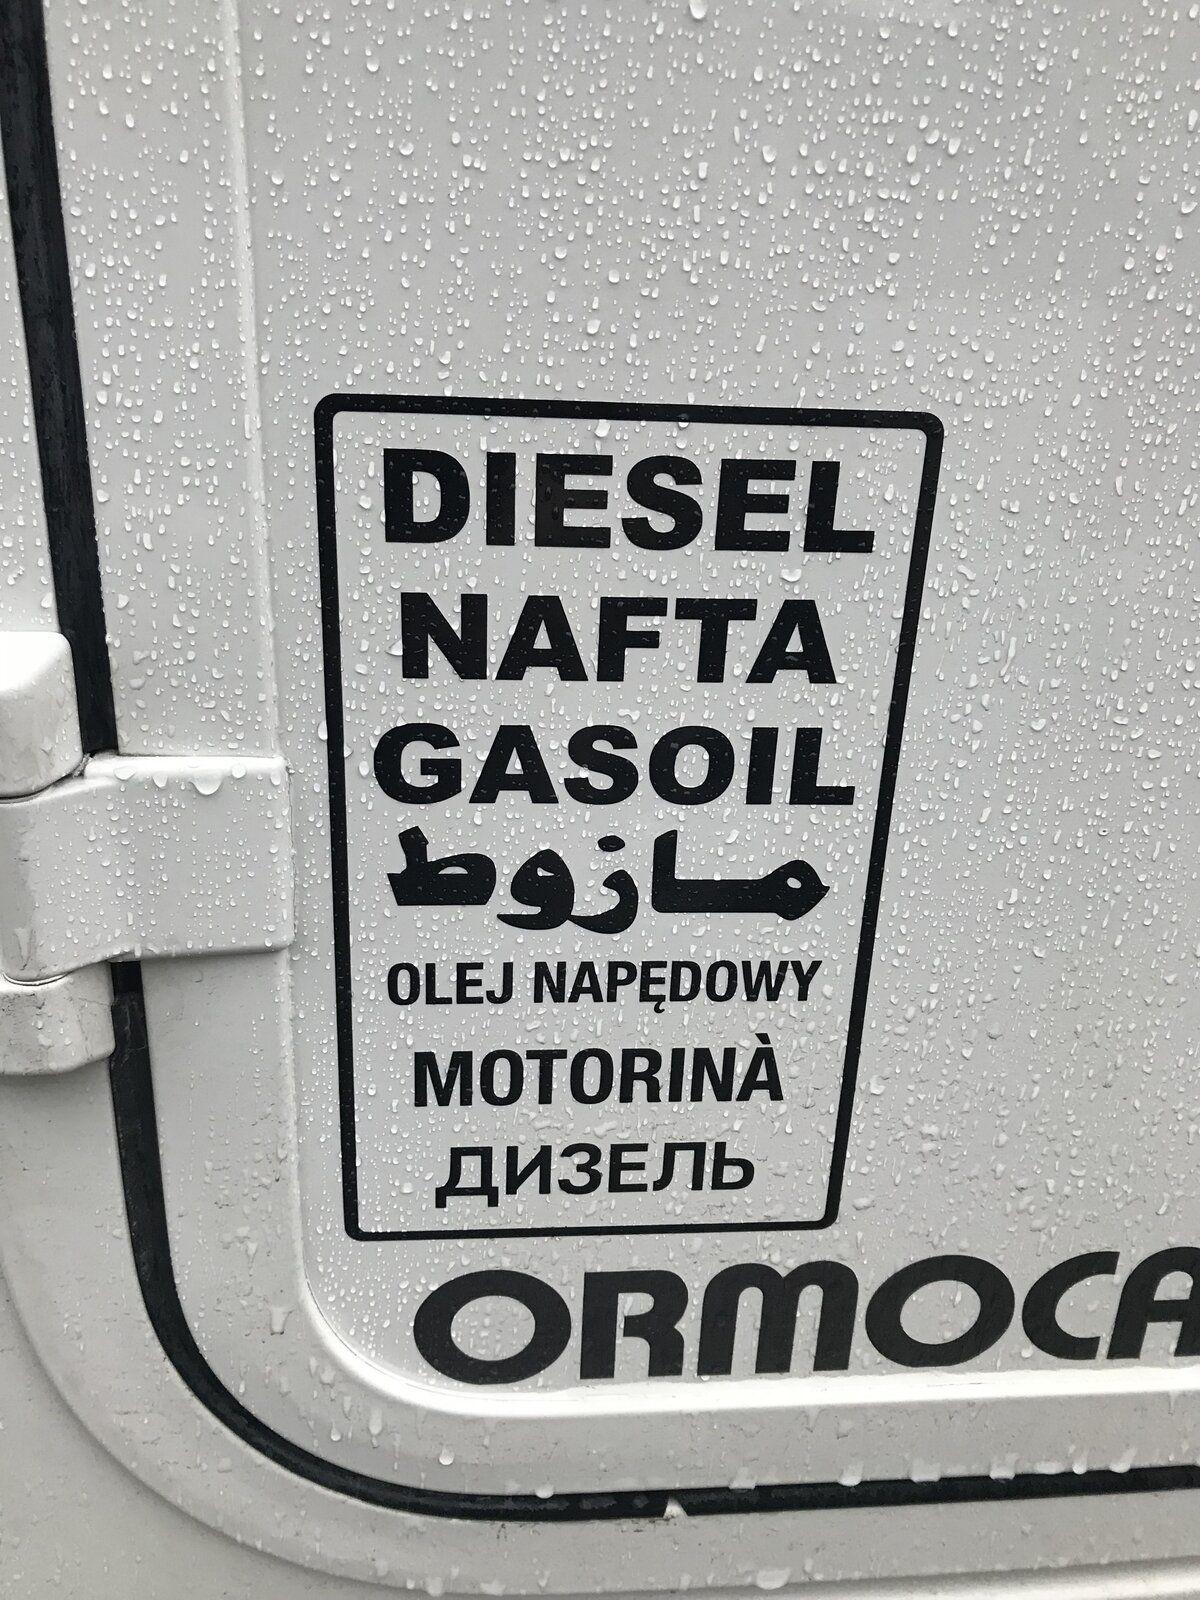 DIESEL
NAFTA
GASOIL
مازوط
OLEJ NAPĘDOWY
MOTORINÀ
ДИЗЕЛЬ
ORMOCA